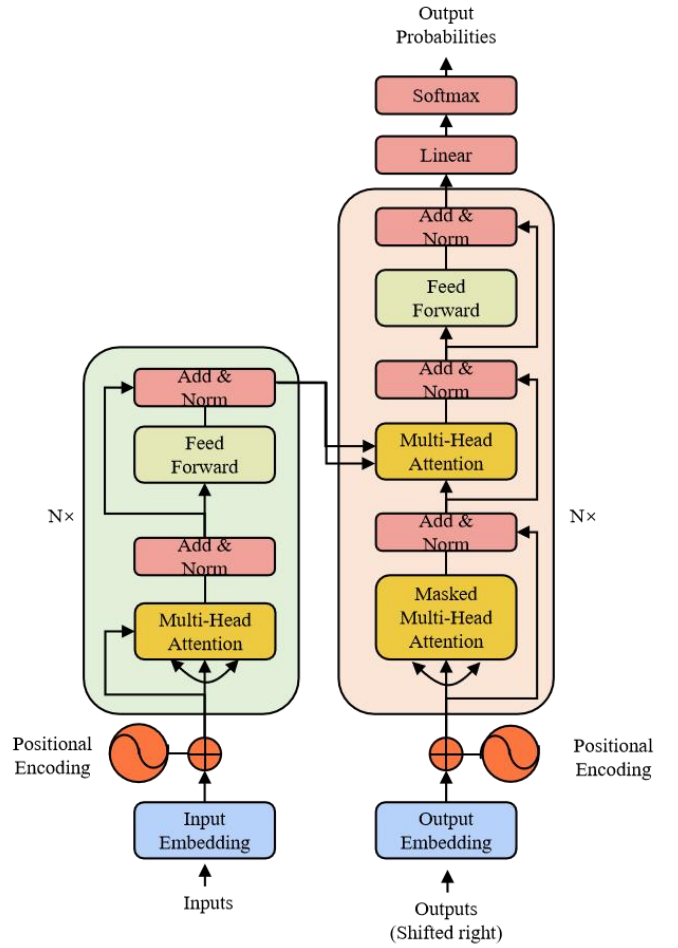 Output
Probabilities
Softmax
Linear
Add &
Norm
Feed
Forward
Add &
Norm
Multi-Head
Attention
Add &
Norm
Masked
Multi-Head
Attention
N×
Add &
Norm
Feed
Forward
N×
Add &
Norm
Multi-Head
Attention
Positional
Encoding
Positional
Encoding
Input
Embedding
Output
Embedding
Inputs
Outputs
(Shifted right)